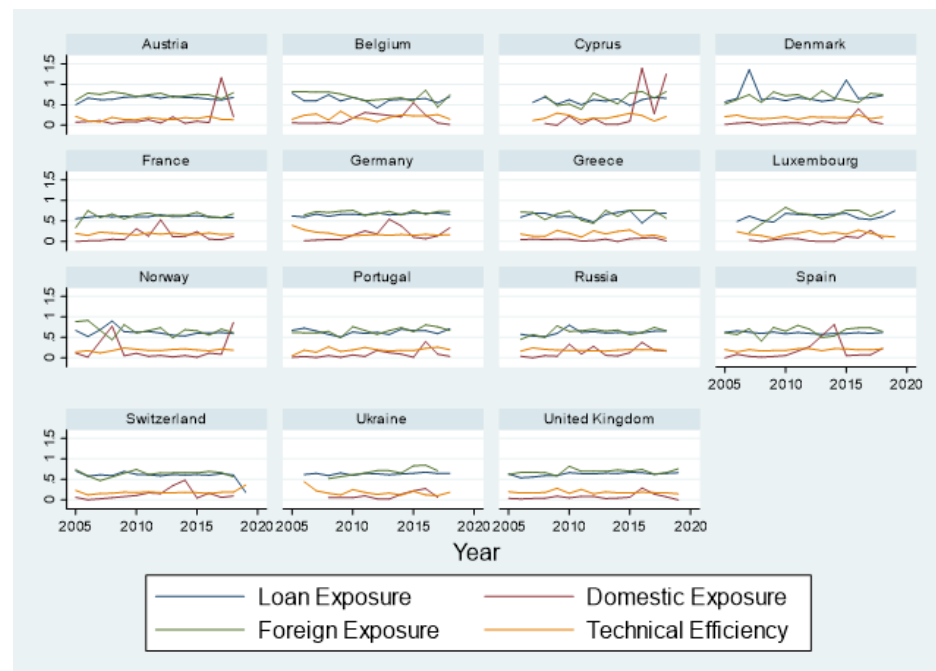 Austria Belgium Cyprus Denmark
1.5
1
.5
0
France Germany Greece Luxembourg
1.5
1
.5
0
Norway Portugal Russia Spain
1.5
1
.5
0
2005 2010 2015 2020
Switzerland Ukraine United Kingdom
1.5
1
.5
0
2005 2010 2015 2020 2005 2010 2015 2020 2005 2010 2015 2020
Year
Loan Exposure Domestic Exposure
Foreign Exposure Technical Efficiency